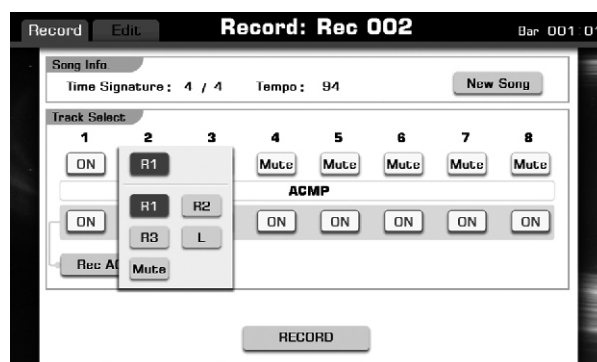 Record Edit Record: Rec 002 Bar 001:01
Song Info.
Time Signature: 4 / 4 Tempo: 94 New Song
Track Select
1 2 3 4 5 6 7 8
ON R1 Mute Mute Mute Mute Mute
ACMP
R1 R2
ON ON ON ON ON ON
R3 L
Rec Mute
RECORD